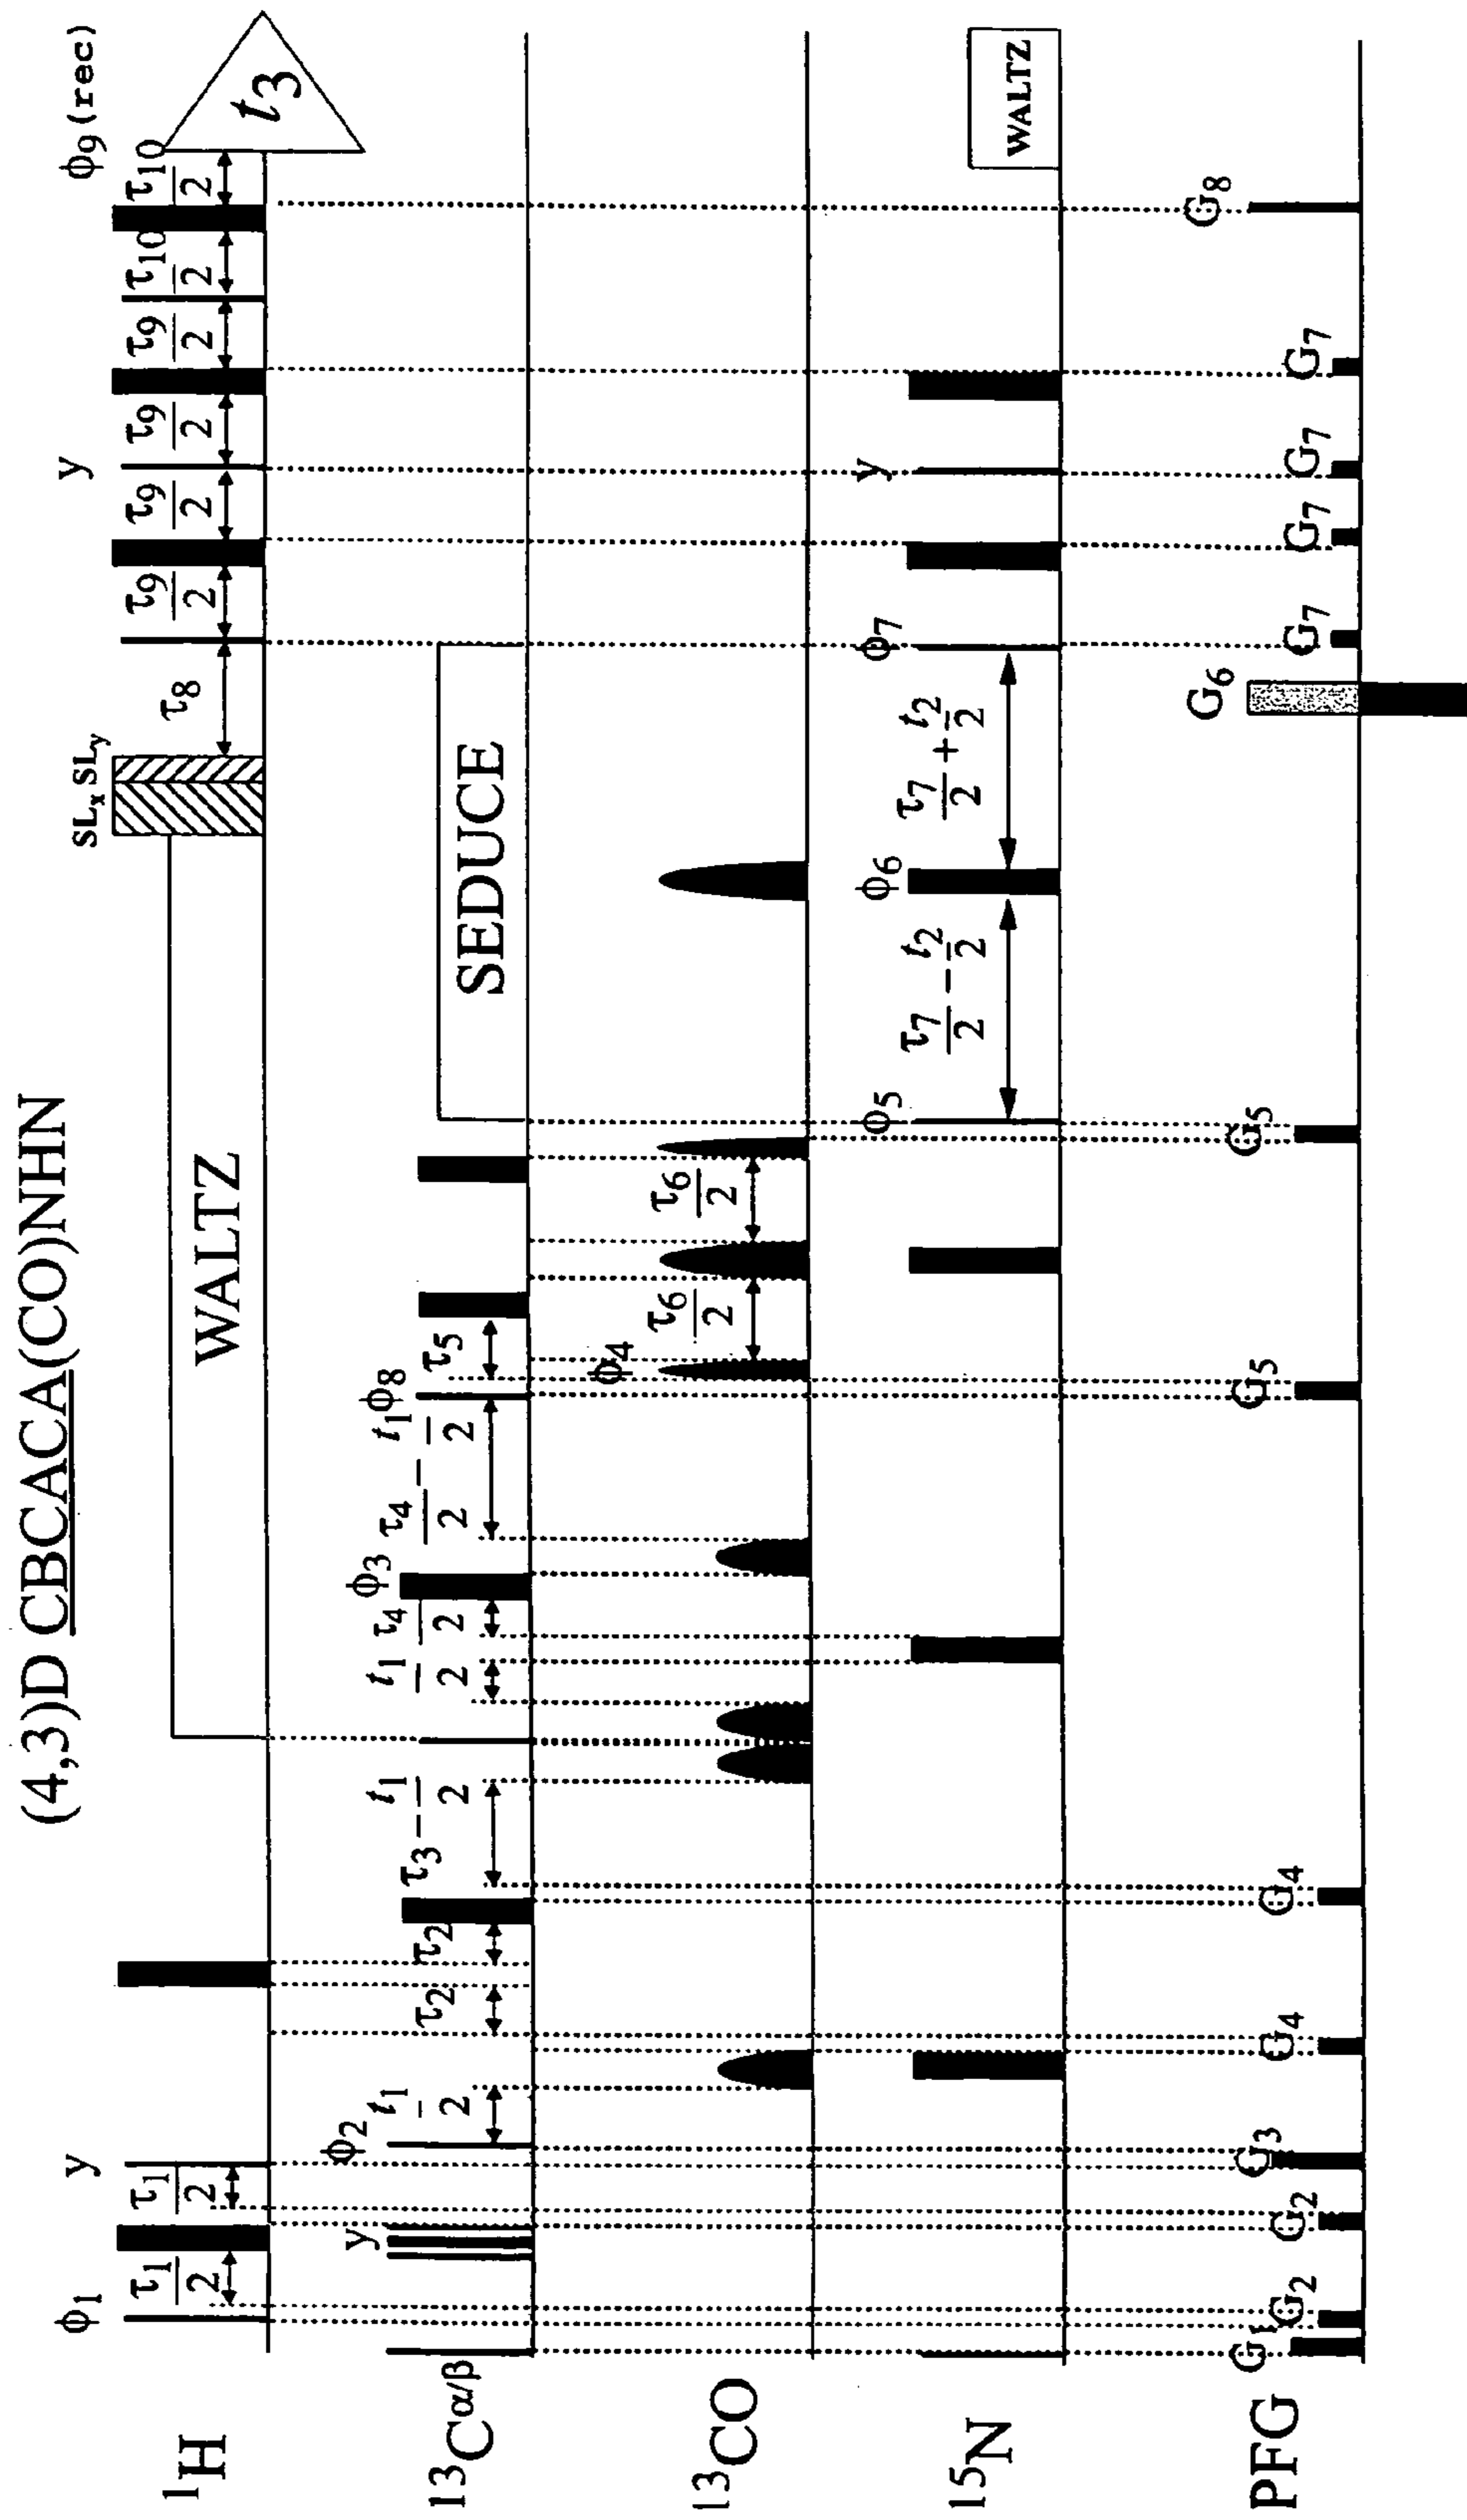 (4,3)D CBCACA(CO)NHN
ϕ1 y SLx SLy y ϕ9(rec)
¹H τ1/2 τ1/2 WALTZ τ8 τ9/2 τ9/2 τ9/2 τ9/2 τ10/2 τ10/2 t3
y ϕ2 ϕ3 ϕ8
¹³Cα/β t1/2 τ2 τ2 τ3 − t1/2 t1/2 τ4/2 τ4/2 − t1/2 τ5 SEDUCE
ϕ4
¹³CO τ6/2 τ6/2
ϕ5 ϕ6 ϕ7 y
¹⁵N τ7/2 − t2/2 τ7/2 + t2/2 WALTZ
PFG G1 G2 G2 G3 G4 G4 G5 G5 G6 G7 G7 G7 G7 G8